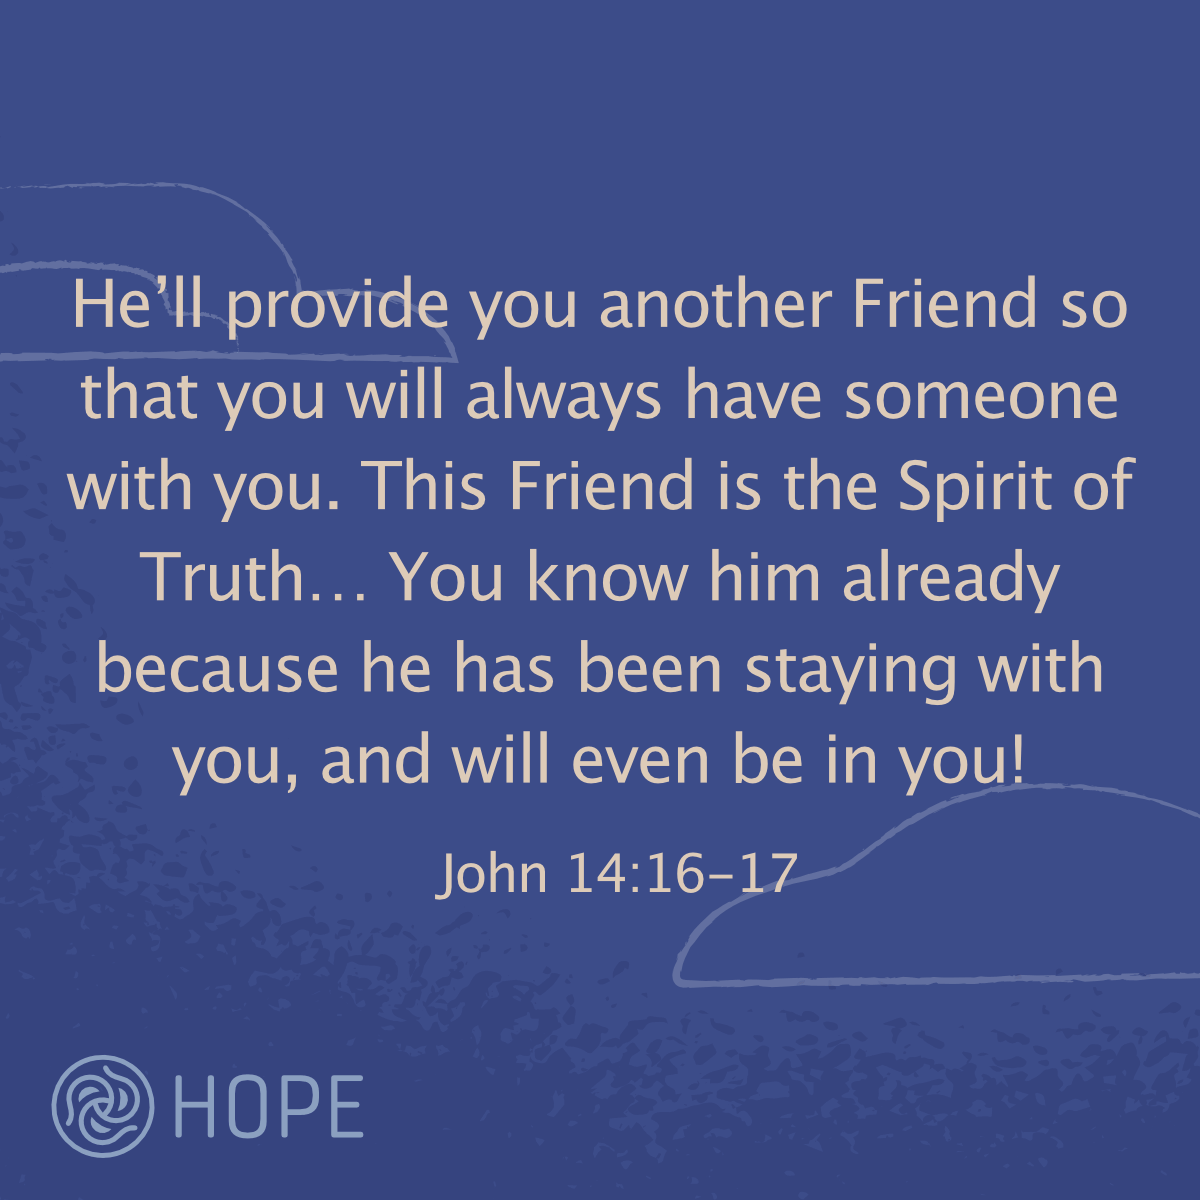 He’ll provide you another Friend so
that you will always have someone
with you. This Friend is the Spirit of
Truth… You know him already
because he has been staying with
you, and will even be in you!
John 14:16–17
HOPE